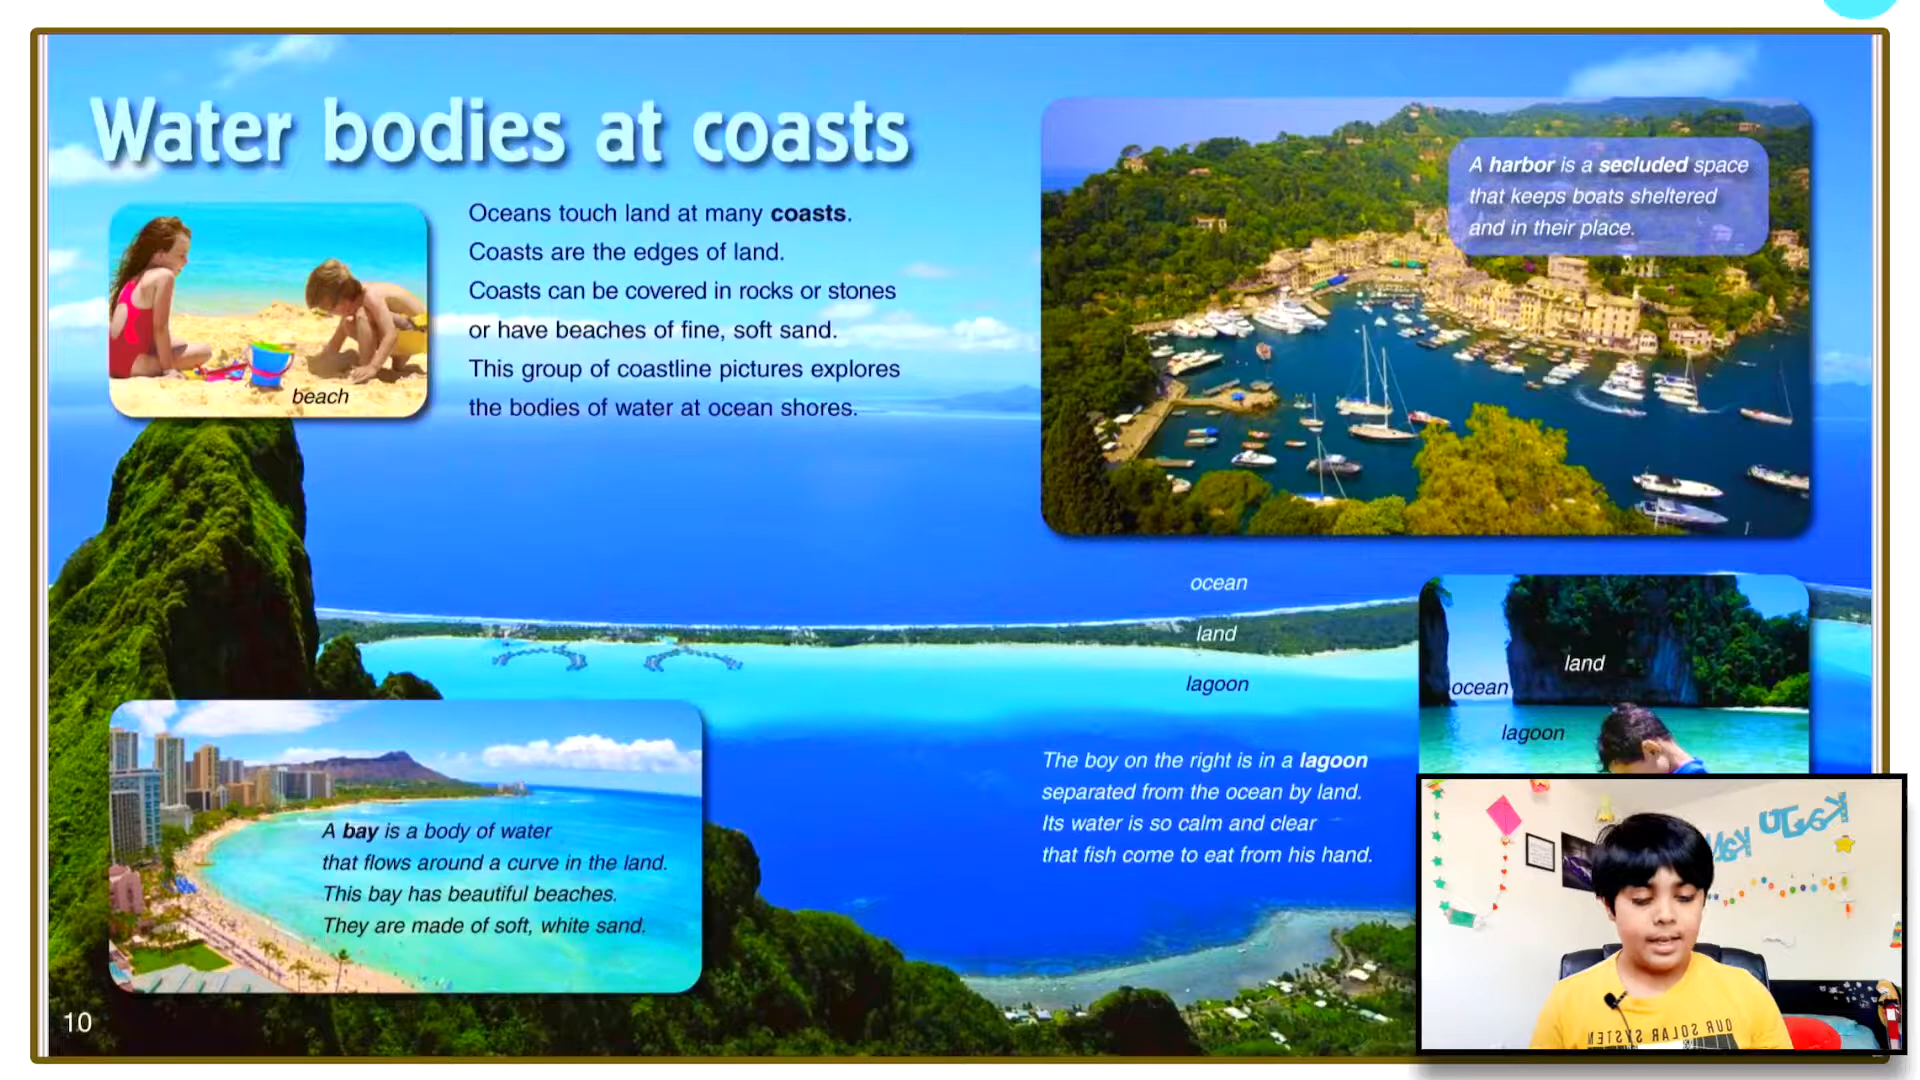 Water bodies at coasts
Oceans touch land at many coasts.
Coasts are the edges of land.
Coasts can be covered in rocks or stones
or have beaches of fine, soft sand.
This group of coastline pictures explores
the bodies of water at ocean shores.
beach
A harbor is a secluded space
that keeps boats sheltered
and in their place.
ocean
land
lagoon
land
ocean
lagoon
The boy on the right is in a lagoon
separated from the ocean by land.
Its water is so calm and clear
that fish come to eat from his hand.
A bay is a body of water
that flows around a curve in the land.
This bay has beautiful beaches.
They are made of soft, white sand.
10
OUR SOLAR SYSTEM